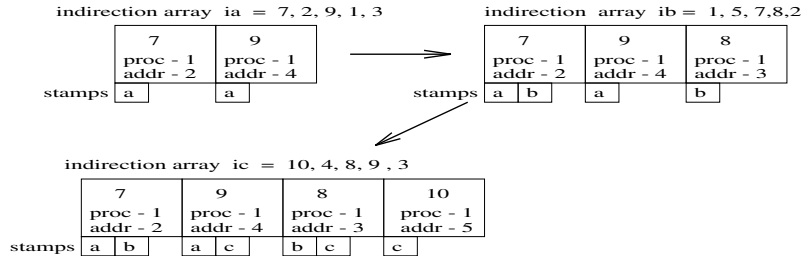 indirection array ia = 7, 2, 9, 1, 3
7 9
proc - 1 proc - 1
addr - 2 addr - 4
stamps a a
indirection array ib = 1, 5, 7,8,2
7 9 8
proc - 1 proc - 1 proc - 1
addr - 2 addr - 4 addr - 3
stamps a b a b
indirection array ic = 10, 4, 8, 9 , 3
7 9 8 10
proc - 1 proc - 1 proc - 1 proc - 1
addr - 2 addr - 4 addr - 3 addr - 5
stamps a b a c b c c